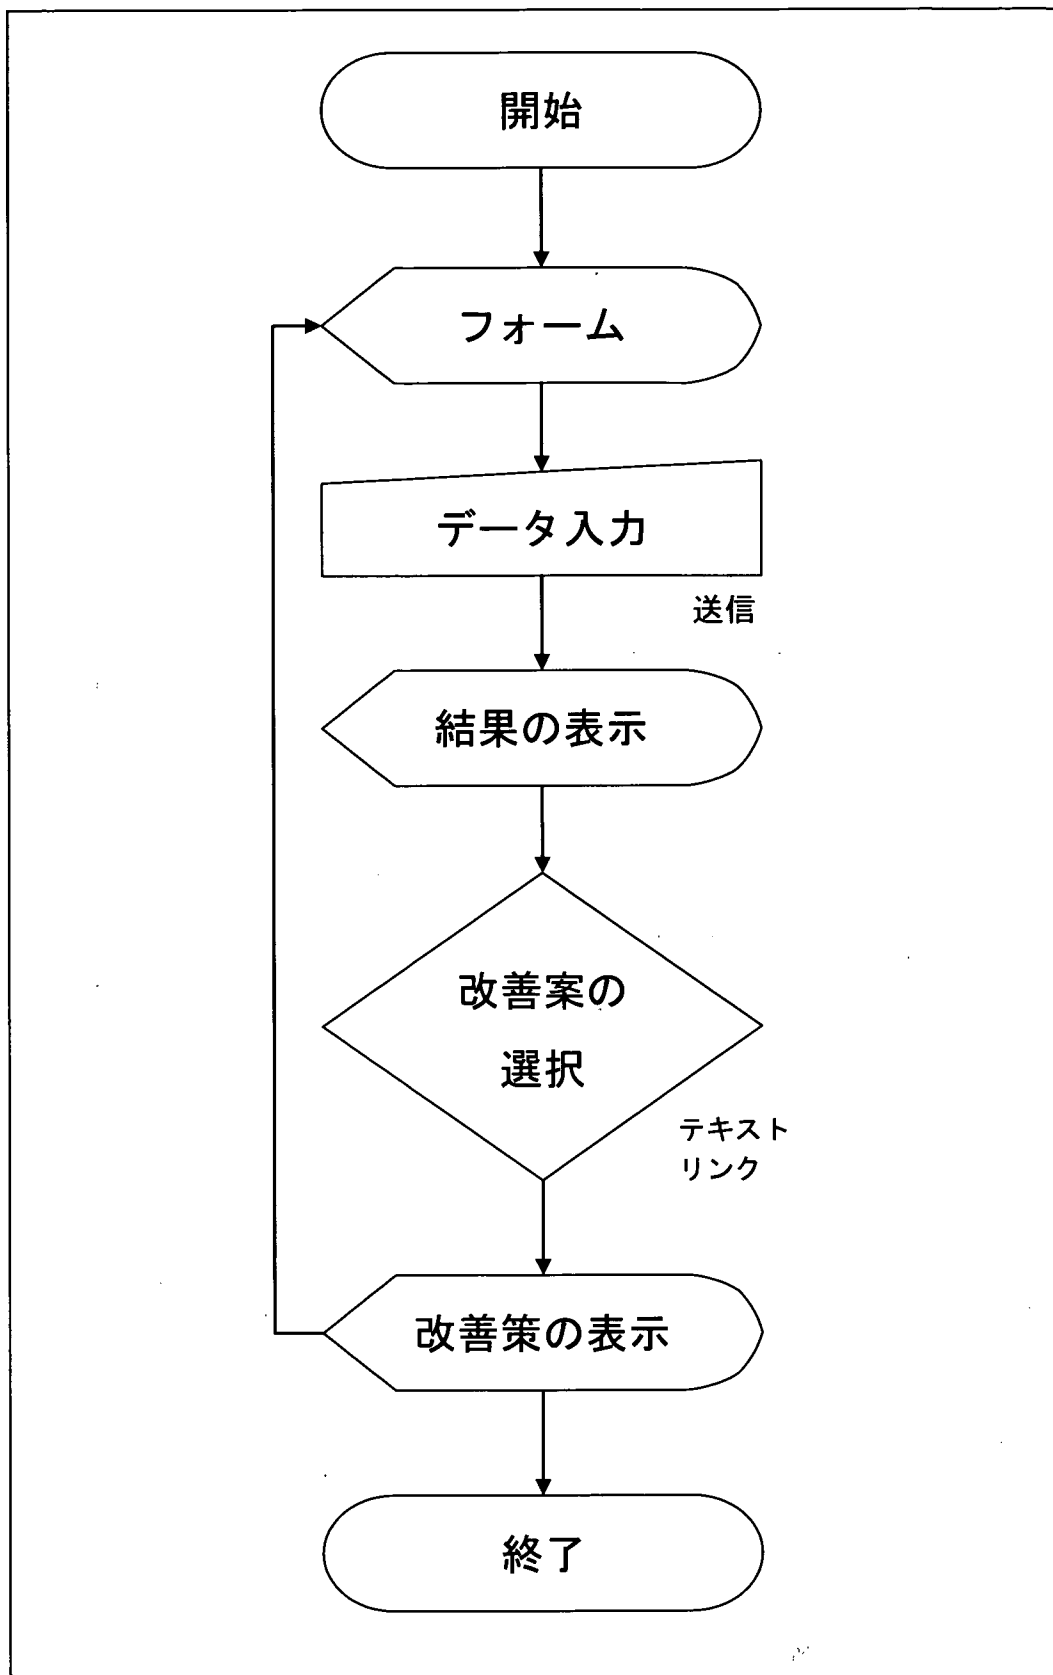 開始
フォーム
データ入力
送信
結果の表示
改善案の
選択
テキスト
リンク
改善策の表示
終了